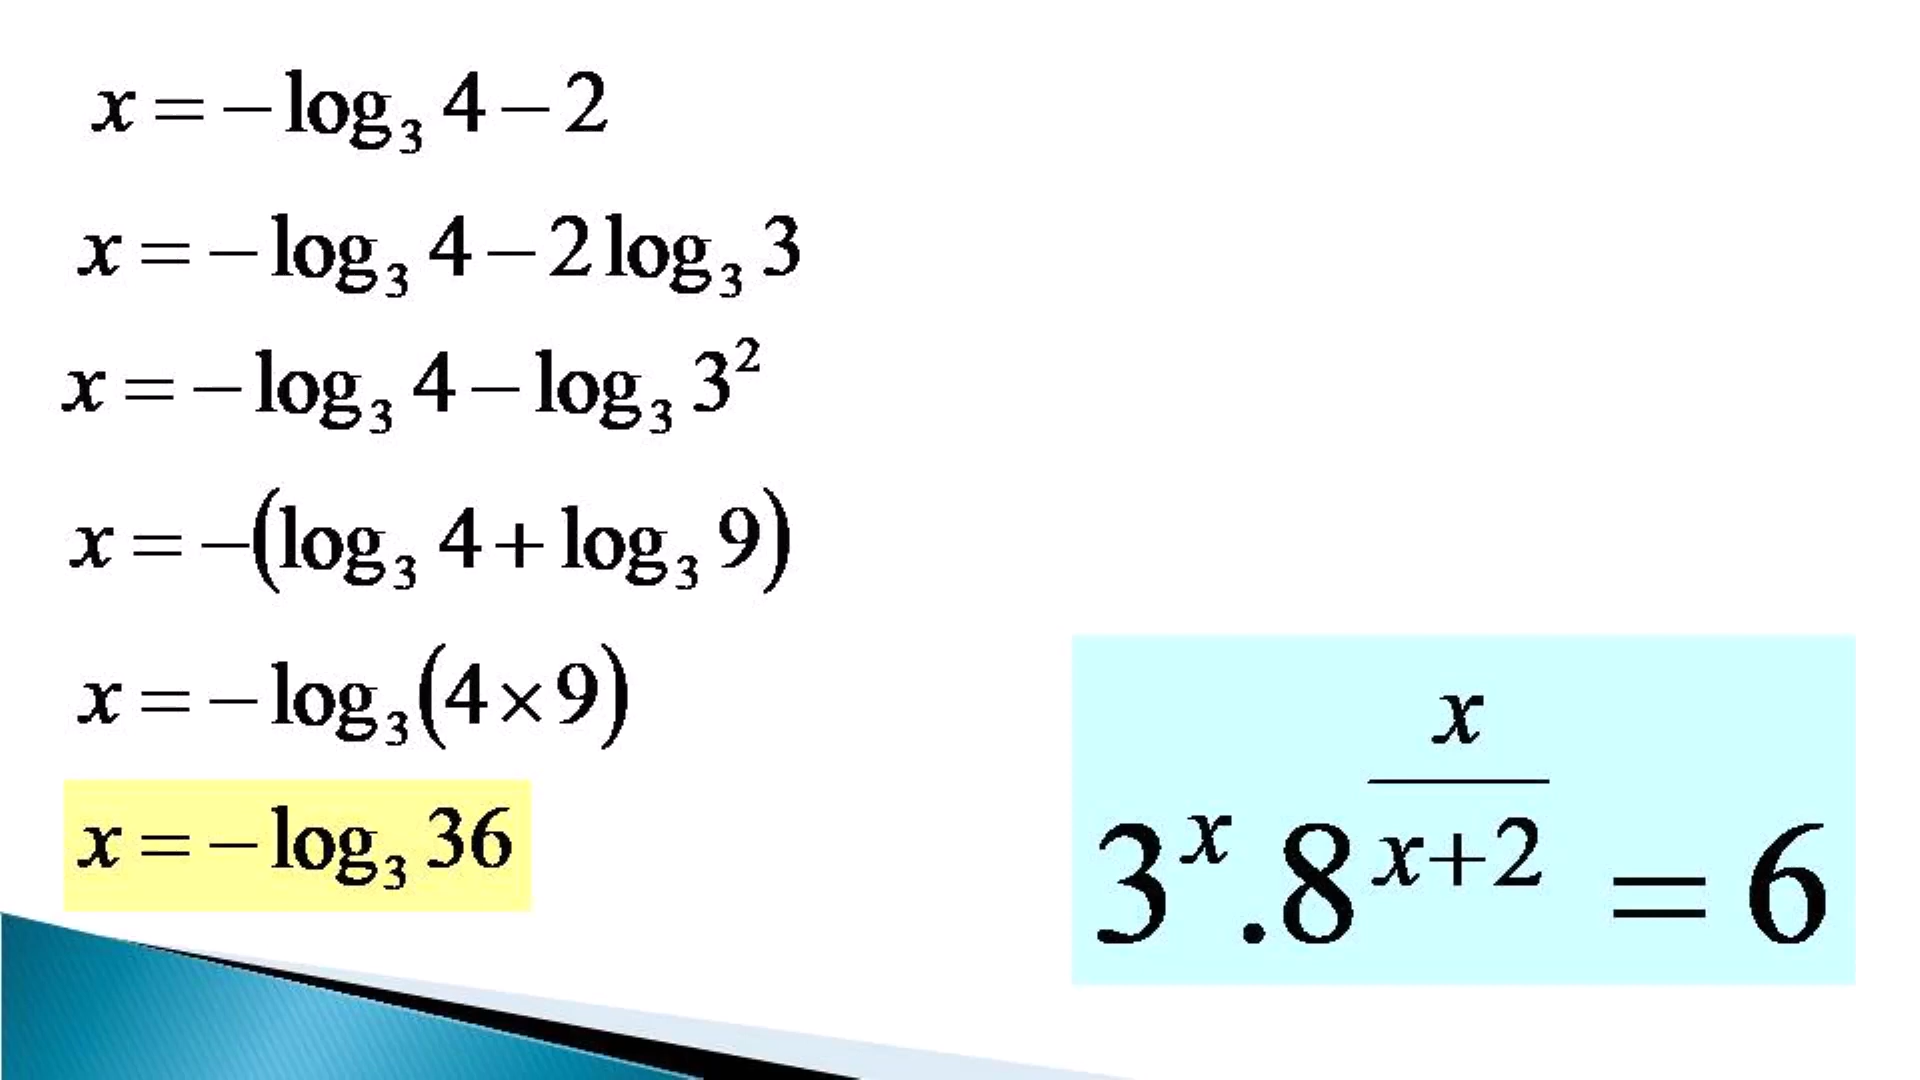 x = −log₃ 4 − 2
x = −log₃ 4 − 2 log₃ 3
x = −log₃ 4 − log₃ 3²
x = −(log₃ 4 + log₃ 9)
x = −log₃(4 × 9)
x = −log₃ 36
3^x . 8^(x/(x+2)) = 6